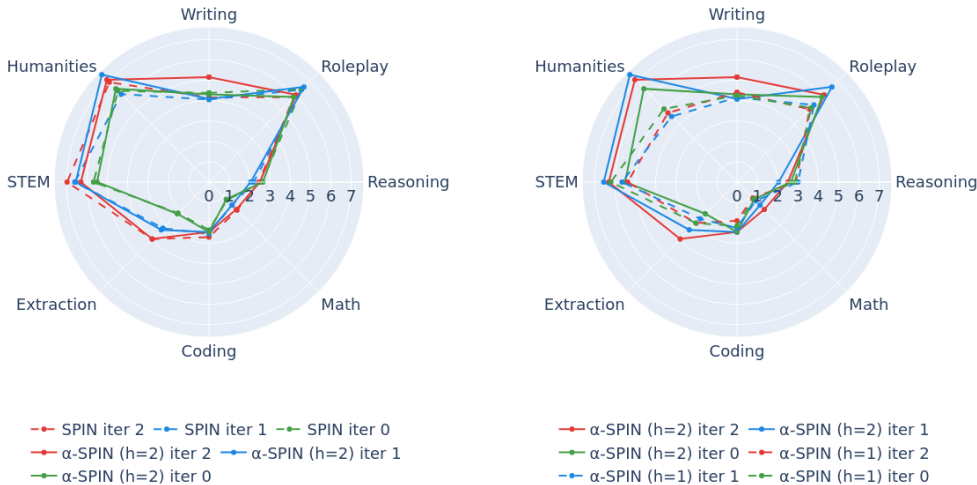 Writing
Writing
Humanities
Roleplay
Humanities
Roleplay
STEM
0 1 2 3 4 5 6 7
Reasoning
STEM
0 1 2 3 4 5 6 7
Reasoning
Extraction
Math
Extraction
Math
Coding
Coding
SPIN iter 2 SPIN iter 1 SPIN iter 0
α-SPIN (h=2) iter 2 α-SPIN (h=2) iter 1
α-SPIN (h=2) iter 0
α-SPIN (h=2) iter 2 α-SPIN (h=2) iter 1
α-SPIN (h=2) iter 0 α-SPIN (h=1) iter 2
α-SPIN (h=1) iter 1 α-SPIN (h=1) iter 0